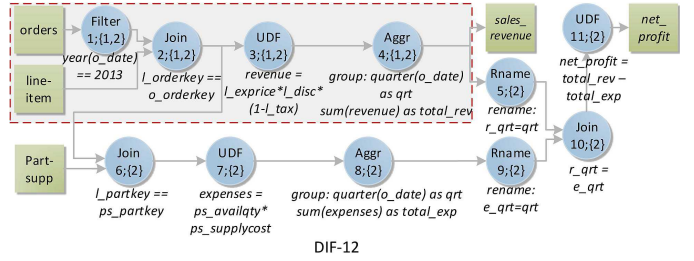 orders
Filter
1;{1,2}
year(o_date)
== 2013
line-
item
Join
2;{1,2}
l_orderkey ==
o_orderkey
UDF
3;{1,2}
revenue =
l_exprice*l_disc*
(1-l_tax)
Aggr
4;{1,2}
group: quarter(o_date)
as qrt
sum(revenue) as total_rev
sales_
revenue
Rname
5;{2}
rename:
r_qrt=qrt
UDF
11;{2}
net_profit =
total_rev –
total_exp
net_
profit
Part-
supp
Join
6;{2}
l_partkey ==
ps_partkey
UDF
7;{2}
expenses =
ps_availqty*
ps_supplycost
Aggr
8;{2}
group: quarter(o_date) as qrt
sum(expenses) as total_exp
Rname
9;{2}
rename:
e_qrt=qrt
Join
10;{2}
r_qrt =
e_qrt
DIF-12